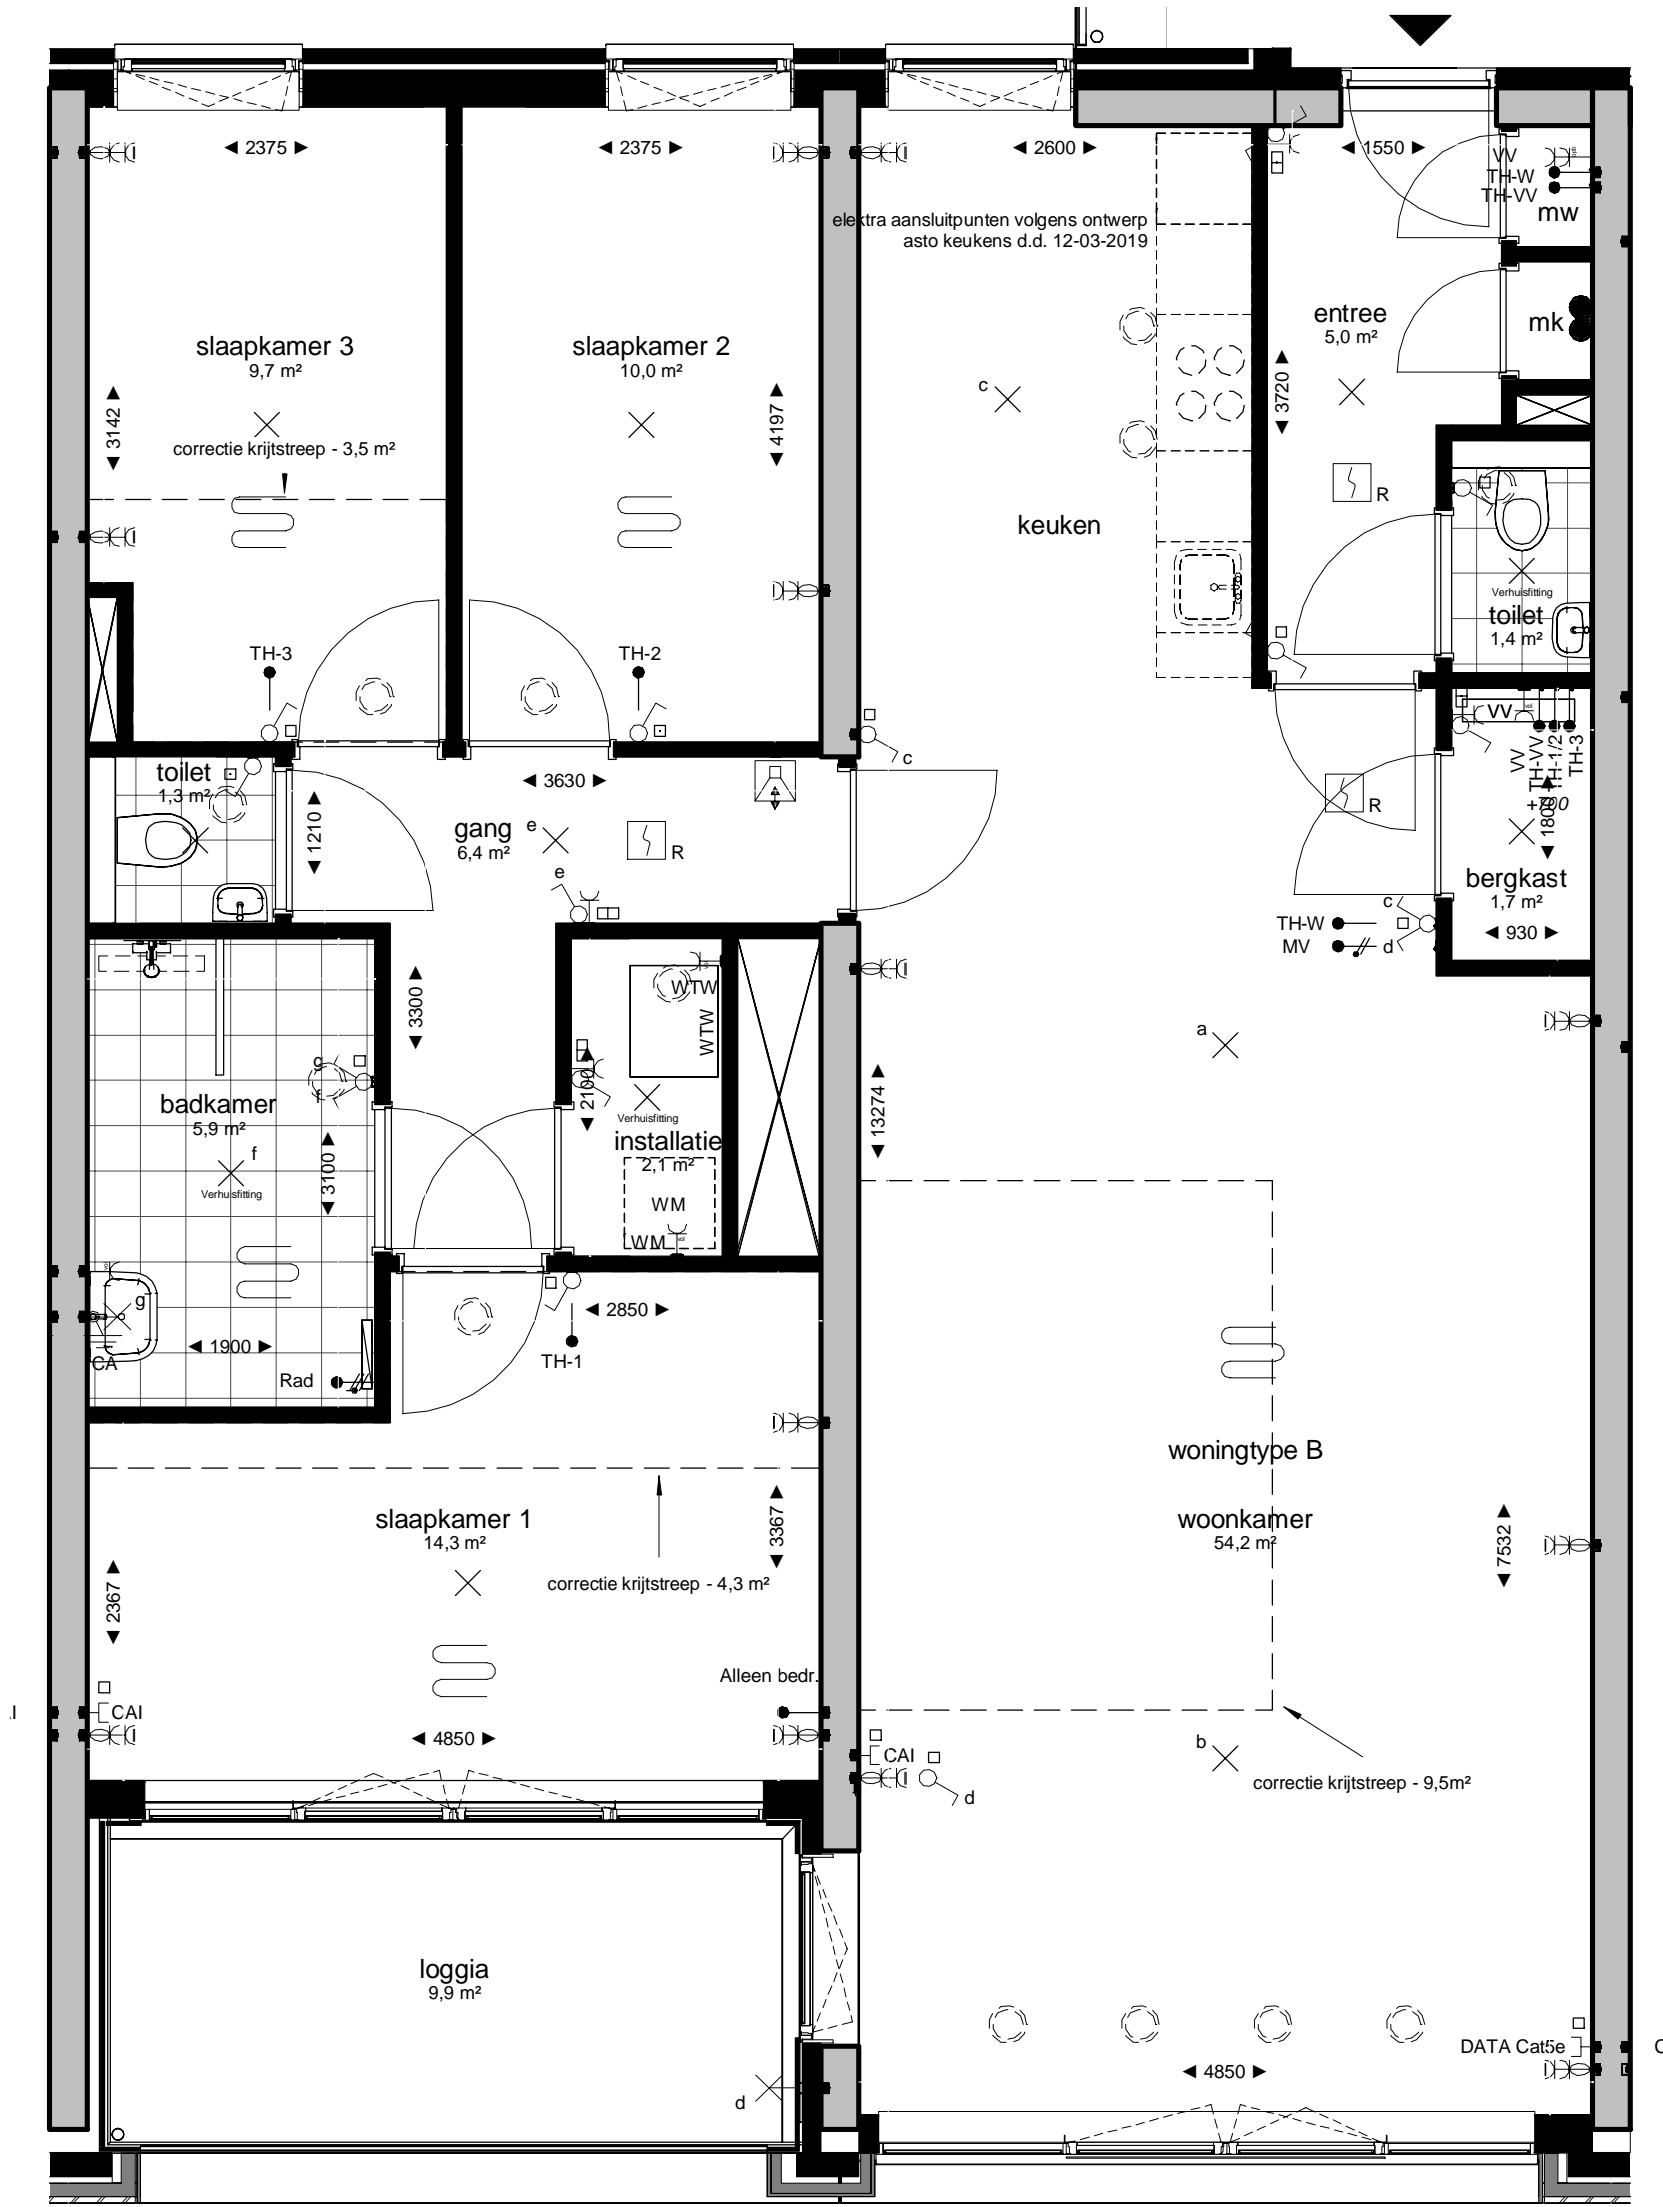 2375
2375
2600
1550
VV
TH-W
TH-VV
mw
elektra aansluitpunten volgens ontwerp
asto keukens d.d. 12-03-2019
entree
5,0 m²
mk
slaapkamer 3
9,7 m²
slaapkamer 2
10,0 m²
c
3720
3142
4197
correctie krijtstreep - 3,5 m²
R
keuken
Verhuisfitting
toilet
1,4 m²
TH-3
TH-2
VV
c
VV
TH-VV
TH-1/2
TH-3
+700
1800
toilet
1,3 m²
3630
R
1210
gang
6,4 m²
e
R
e
bergkast
1,7 m²
c
TH-W
MV
d
930
3300
WTW
WTW
a
g
f
2100
badkamer
5,9 m²
f
Verhuisfitting
3100
Verhuisfitting
installatie
2,1 m²
13274
WM
WM
g
CA
1900
Rad
2850
TH-1
woningtype B
slaapkamer 1
14,3 m²
woonkamer
54,2 m²
3367
7532
2367
correctie krijtstreep - 4,3 m²
Alleen bedr.
CAI
4850
b
CAI
correctie krijtstreep - 9,5m²
d
loggia
9,9 m²
DATA Cat5e
C
4850
d